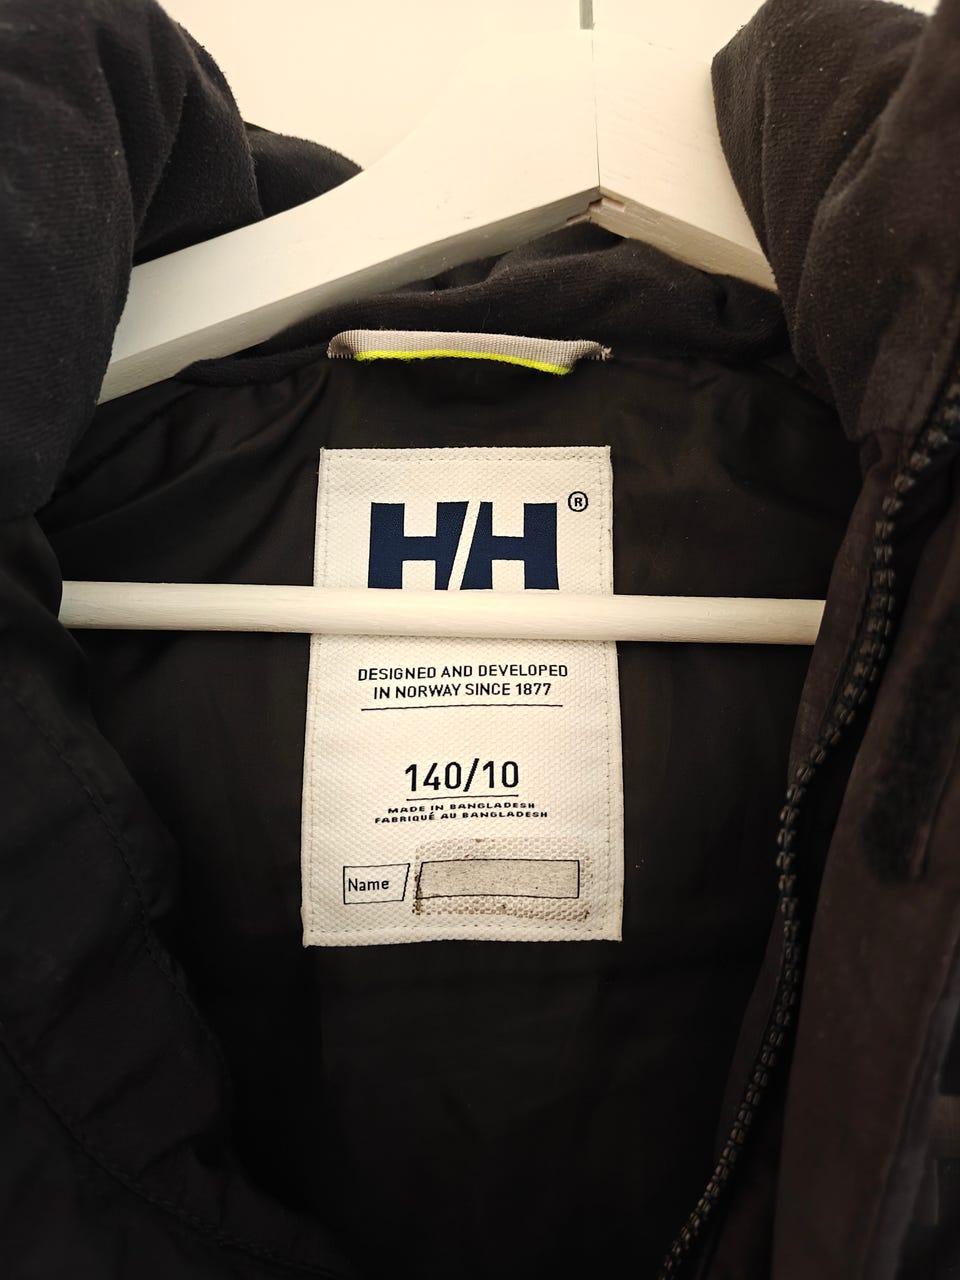 HH®
DESIGNED AND DEVELOPED
IN NORWAY SINCE 1877
140/10
MADE IN BANGLADESH
FABRIQUÉ AU BANGLADESH
Name